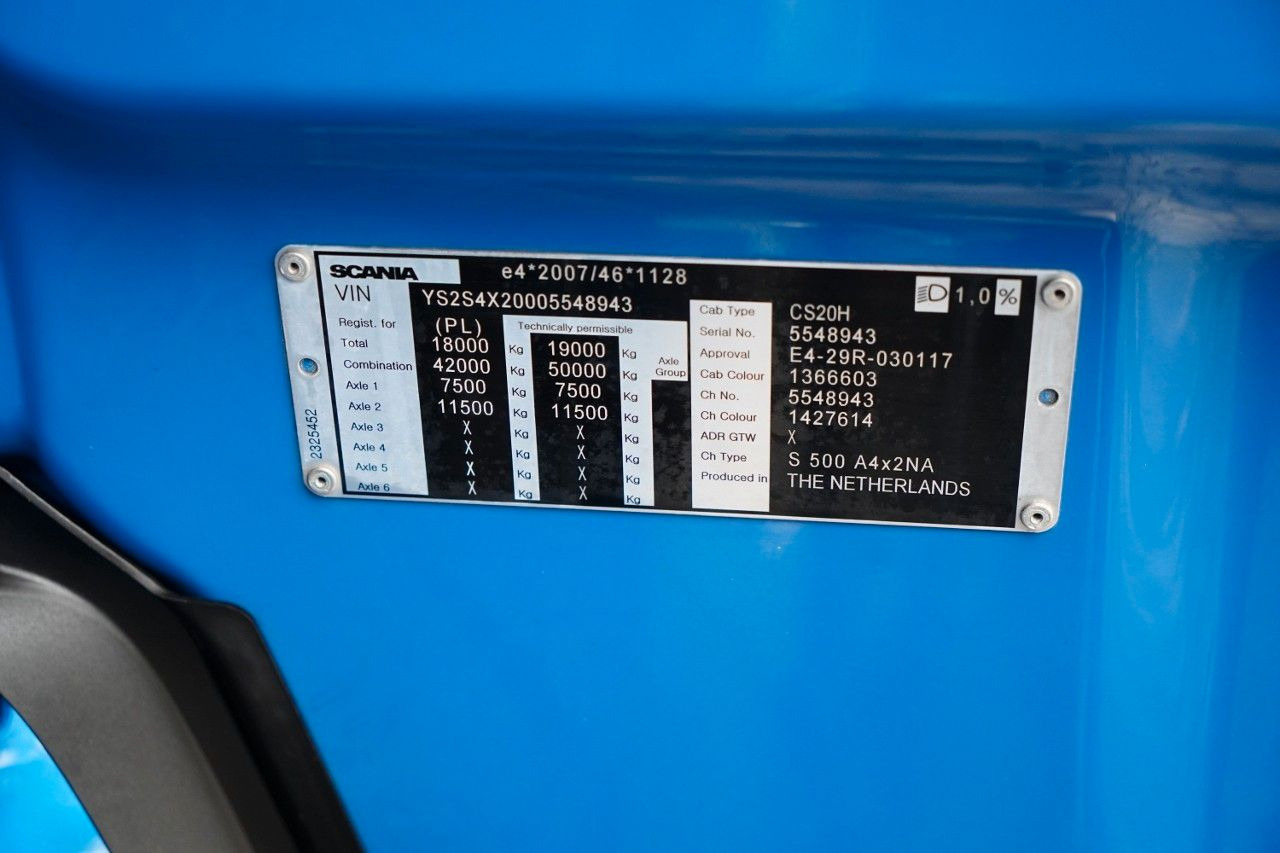 SCANIA e4*2007/46*1128 1,0 %
VIN YS2S4X20005548943
Regist. for (PL) Technically permissible
Total 18000 Kg 19000 Kg
Combination 42000 Kg 50000 Kg Axle Group
Axle 1 7500 Kg 7500 Kg
Axle 2 11500 Kg 11500 Kg
Axle 3 X Kg X Kg
Axle 4 X Kg X Kg
Axle 5 X Kg X Kg
Axle 6 X Kg X Kg
Cab Type CS20H
Serial No. 5548943
Approval E4-29R-030117
Cab Colour 1366603
Ch No. 5548943
Ch Colour 1427614
ADR GTW X
Ch Type S 500 A4x2NA
Produced in THE NETHERLANDS
2325452